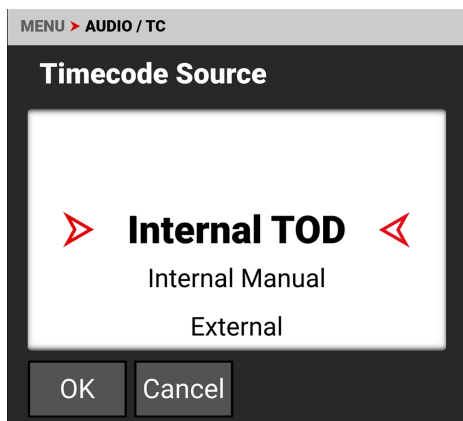 MENU ➤ AUDIO / TC
Timecode Source
Internal TOD
Internal Manual
External
OK Cancel